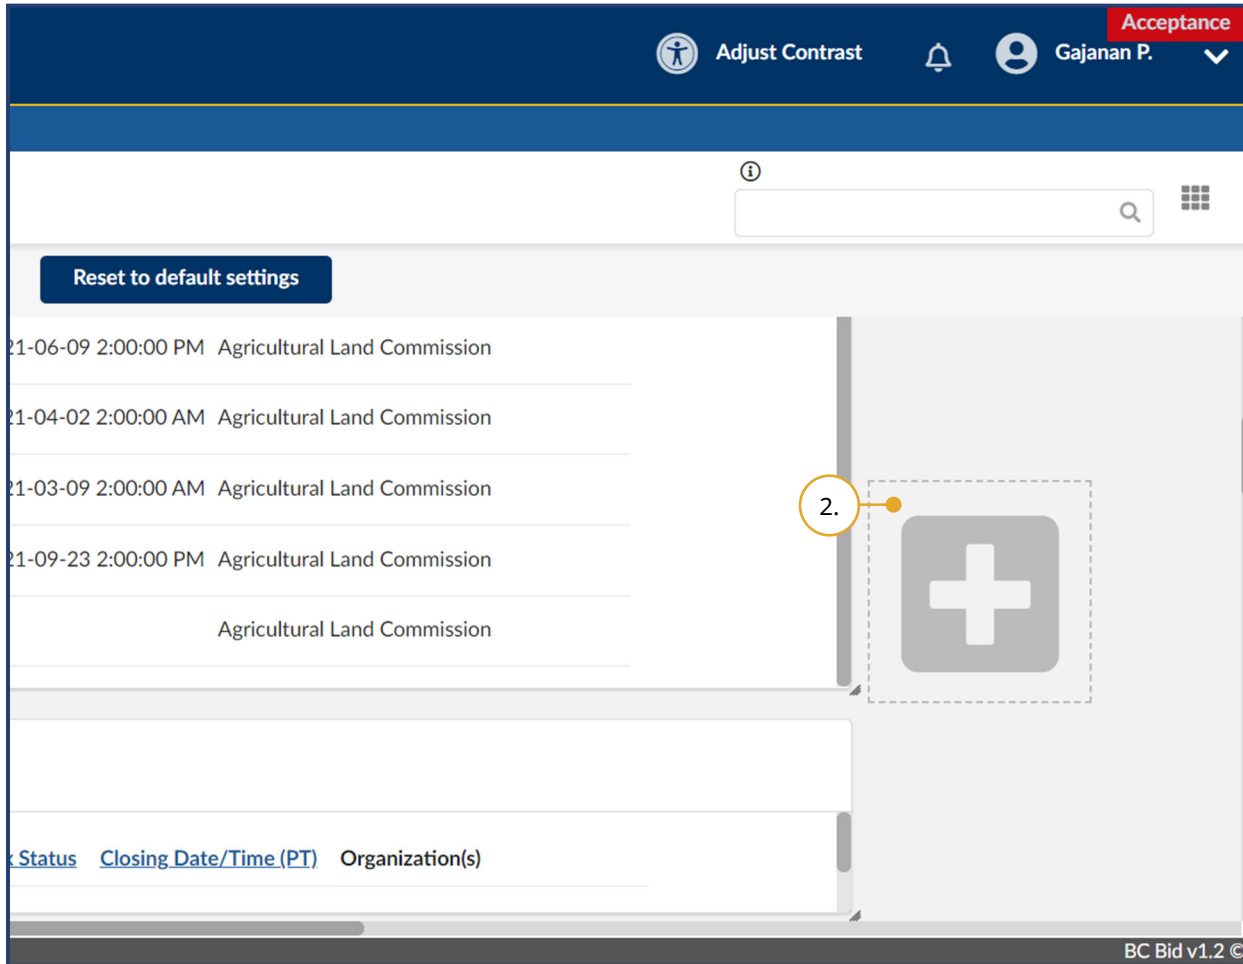 Acceptance
Adjust Contrast
Gajanan P.
Reset to default settings
21-06-09 2:00:00 PM Agricultural Land Commission
21-04-02 2:00:00 AM Agricultural Land Commission
21-03-09 2:00:00 AM Agricultural Land Commission
2.
21-09-23 2:00:00 PM Agricultural Land Commission
Agricultural Land Commission
Status Closing Date/Time (PT) Organization(s)
BC Bid v1.2 ©